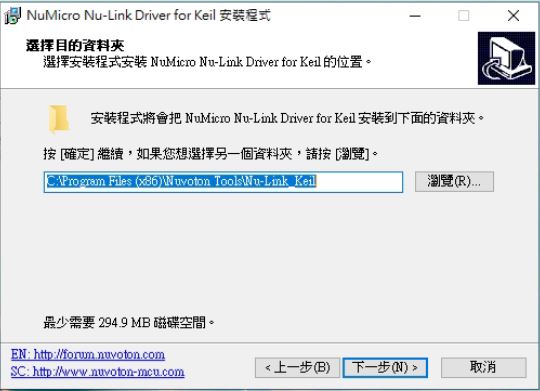 NuMicro Nu-Link Driver for Keil 安裝程式
選擇目的資料夾
選擇安裝程式安裝 NuMicro Nu-Link Driver for Keil 的位置。
安裝程式將會把 NuMicro Nu-Link Driver for Keil 安裝到下面的資料夾。
按 [確定] 繼續，如果您想選擇另一個資料夾，請按 [瀏覽]。
C:\Program Files (x86)\Nuvoton Tools\Nu-Link_Keil
瀏覽(R)...
最少需要 294.9 MB 磁碟空間。
EN: http://forum.nuvoton.com
SC: http://www.nuvoton-mcu.com
< 上一步(B)
下一步(N) >
取消